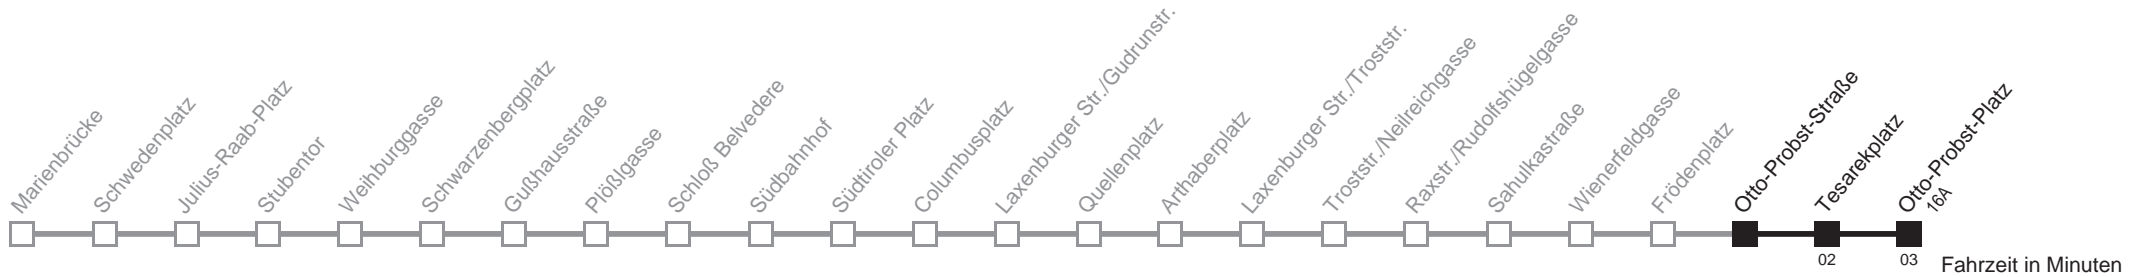 Marienbrücke
Schwedenplatz
Julius-Raab-Platz
Stubentor
Weihburggasse
Schwarzenbergplatz
Gußhausstraße
Plößlgasse
Schloß Belvedere
Südbahnhof
Südtiroler Platz
Columbusplatz
Laxenburger Str./Gudrunstr.
Quellenplatz
Arthaberplatz
Laxenburger Str./Troststr.
Troststr./Neilreichgasse
Raxstr./Rudolfshügelgasse
Sahulkastraße
Wienerfeldgasse
Frödenplatz
Otto-Probst-Straße
Tesarekplatz
Otto-Probst-Platz
16A
02
03
Fahrzeit in Minuten